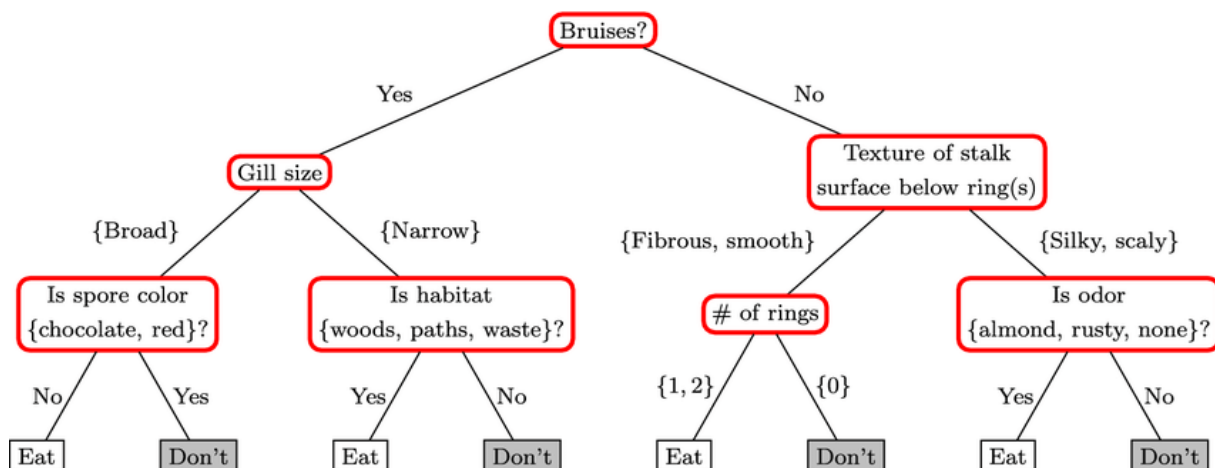 Bruises?
Yes
No
Gill size
Texture of stalk
surface below ring(s)
{Broad}
{Narrow}
{Fibrous, smooth}
{Silky, scaly}
Is spore color
{chocolate, red}?
Is habitat
{woods, paths, waste}?
# of rings
Is odor
{almond, rusty, none}?
No
Yes
Yes
No
{1, 2}
{0}
Yes
No
Eat
Don't
Eat
Don't
Eat
Don't
Eat
Don't